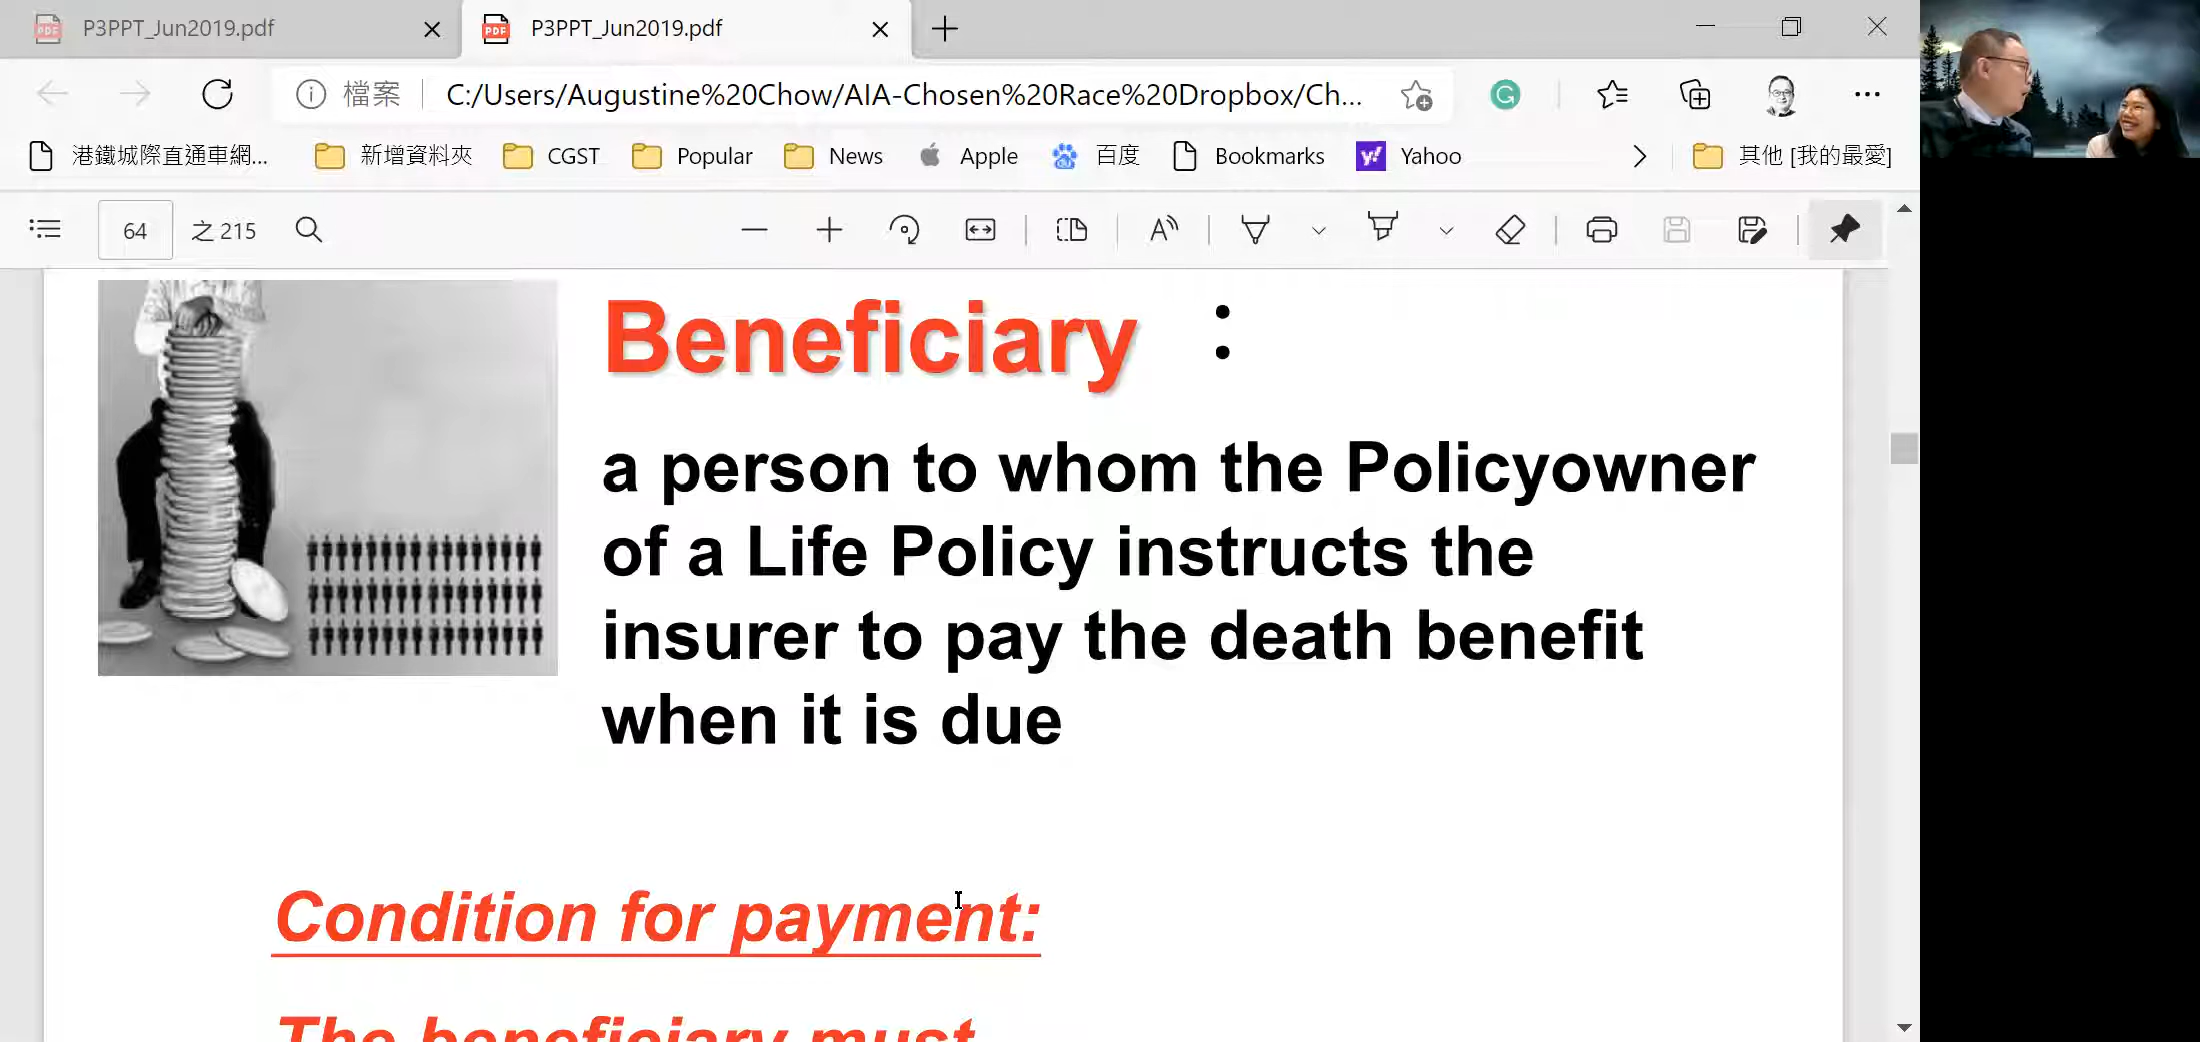 P3PPT_Jun2019.pdf
P3PPT_Jun2019.pdf
檔案
C:/Users/Augustine%20Chow/AIA-Chosen%20Race%20Dropbox/Ch...
港鐵城際直通車網...
新增資料夾
CGST
Popular
News
Apple
百度
Bookmarks
Yahoo
其他 [我的最愛]
64
之 215
Beneficiary :
a person to whom the Policyowner
of a Life Policy instructs the
insurer to pay the death benefit
when it is due
Condition for payment:
The beneficiary must